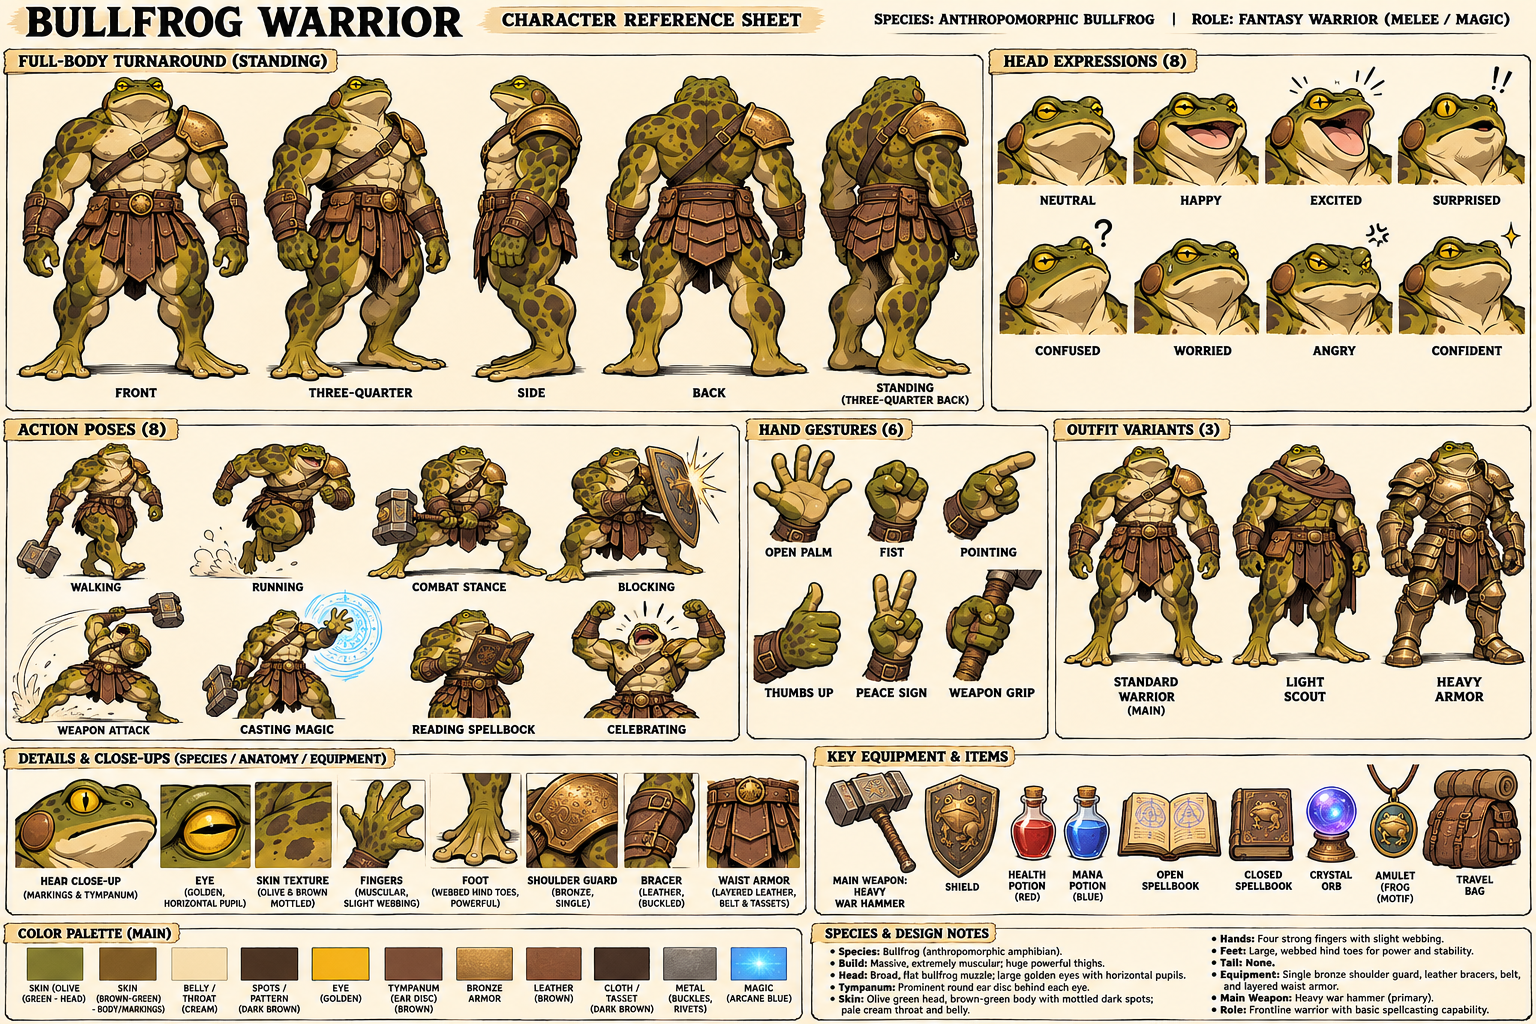 BULLFROG WARRIOR
CHARACTER REFERENCE SHEET
SPECIES: ANTHROPOMORPHIC BULLFROG | ROLE: FANTASY WARRIOR (MELEE / MAGIC)
FULL-BODY TURNAROUND (STANDING)
FRONT
THREE-QUARTER
SIDE
BACK
STANDING
(THREE-QUARTER BACK)
HEAD EXPRESSIONS (8)
!!
NEUTRAL
HAPPY
EXCITED
SURPRISED
?
CONFUSED
WORRIED
ANGRY
CONFIDENT
ACTION POSES (8)
WALKING
RUNNING
COMBAT STANCE
BLOCKING
WEAPON ATTACK
CASTING MAGIC
READING SPELLBOCK
CELEBRATING
HAND GESTURES (6)
OPEN PALM
FIST
POINTING
THUMBS UP
PEACE SIGN
WEAPON GRIP
OUTFIT VARIANTS (3)
STANDARD
WARRIOR
(MAIN)
LIGHT
SCOUT
HEAVY
ARMOR
DETAILS & CLOSE-UPS (SPECIES / ANATOMY / EQUIPMENT)
HEAR CLOSE-UP
(MARKINGS & TYMPANUM)
EYE
(GOLDEN,
HORIZONTAL PUPIL)
SKIN TEXTURE
(OLIVE & BROWN
MOTTLED)
FINGERS
(MUSCULAR,
SLIGHT WEBBING)
FOOT
(WEBBED HIND TOES,
POWERFUL)
SHOULDER GUARD
(BRONZE,
SINGLE)
BRACER
(LEATHER,
(BUCKLED)
WAIST ARMOR
(LAYERED LEATHER,
BELT & TASSETS)
KEY EQUIPMENT & ITEMS
MAIN WEAPON:
HEAVY
WAR HAMMER
SHIELD
HEALTH
POTION
(RED)
MANA
POTION
(BLUE)
OPEN
SPELLBOOK
CLOSED
SPELLBOOK
CRYSTAL
ORB
AMULET
(FROG
(MOTIF)
TRAVEL
BAG
COLOR PALETTE (MAIN)
SKIN (OLIVE
(GREEN - HEAD)
SKIN
(BROWN-GREEN)
- BODY/MARKINGS)
BELLY /
THROAT
(CREAM)
SPOTS /
PATTERN
(DARK BROWN)
EYE
(GOLDEN)
TYMPANUM
(EAR DISC)
(BROWN)
BRONZE
ARMOR
LEATHER
(BROWN)
CLOTH /
TASSET
(DARK BROWN)
METAL
(BUCKLES,
RIVETS)
MAGIC
(ARCANE BLUE)
SPECIES & DESIGN NOTES
• Species: Bullfrog (anthropomorphic amphibian).
• Build: Massive, extremely muscular; huge powerful thighs.
• Head: Broad, flat bullfrog muzzle; large golden eyes with horizontal pupils.
• Tympanum: Prominent round ear disc behind each eye.
• Skin: Olive green head, brown-green body with mottled dark spots;
pale cream throat and belly.
• Hands: Four strong fingers with slight webbing.
• Feet: Large, webbed hind toes for power and stability.
• Tail: None.
• Equipment: Single bronze shoulder guard, leather bracers, belt,
and layered waist armor.
• Main Weapon: Heavy war hammer (primary).
• Role: Frontline warrior with basic spellcasting capability.